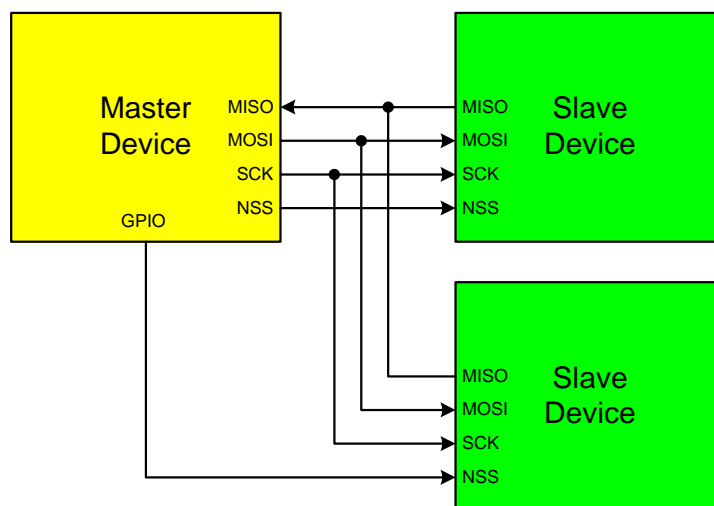 Master
Device
MISO
MOSI
SCK
NSS
GPIO
MISO
MOSI
SCK
NSS
Slave
Device
MISO
MOSI
SCK
NSS
Slave
Device